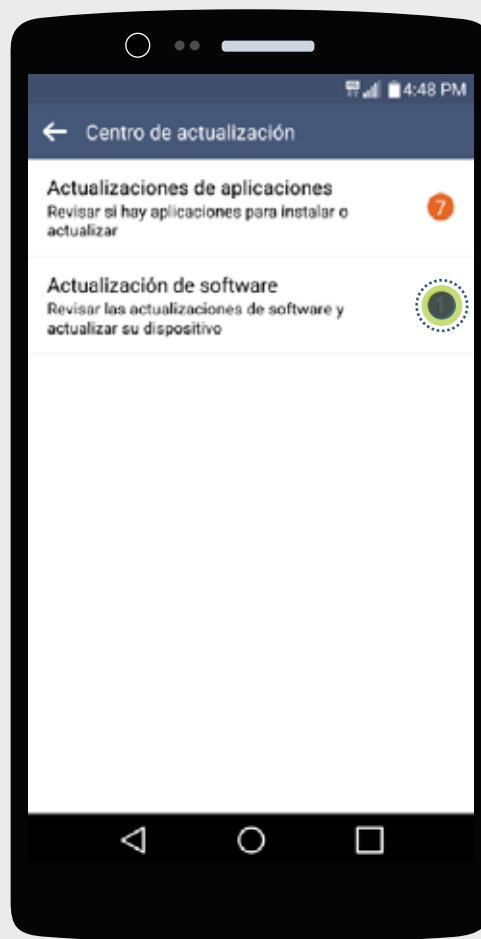 4:48 PM
Centro de actualización
Actualizaciones de aplicaciones
Revisar si hay aplicaciones para instalar o
actualizar
7
Actualización de software
Revisar las actualizaciones de software y
actualizar su dispositivo
1